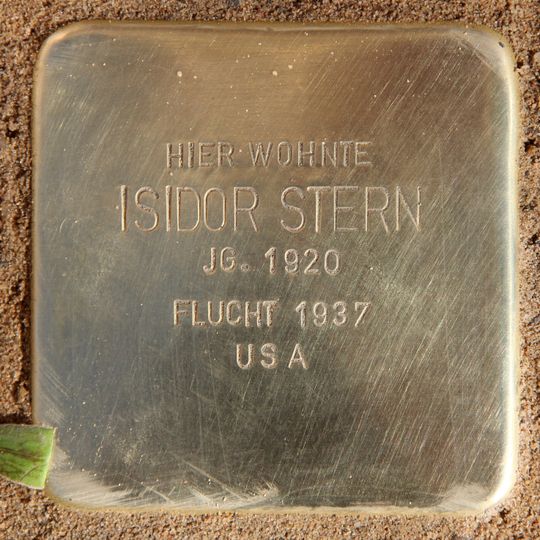 HIER WOHNTE
ISIDOR STERN
JG. 1920
FLUCHT 1937
USA